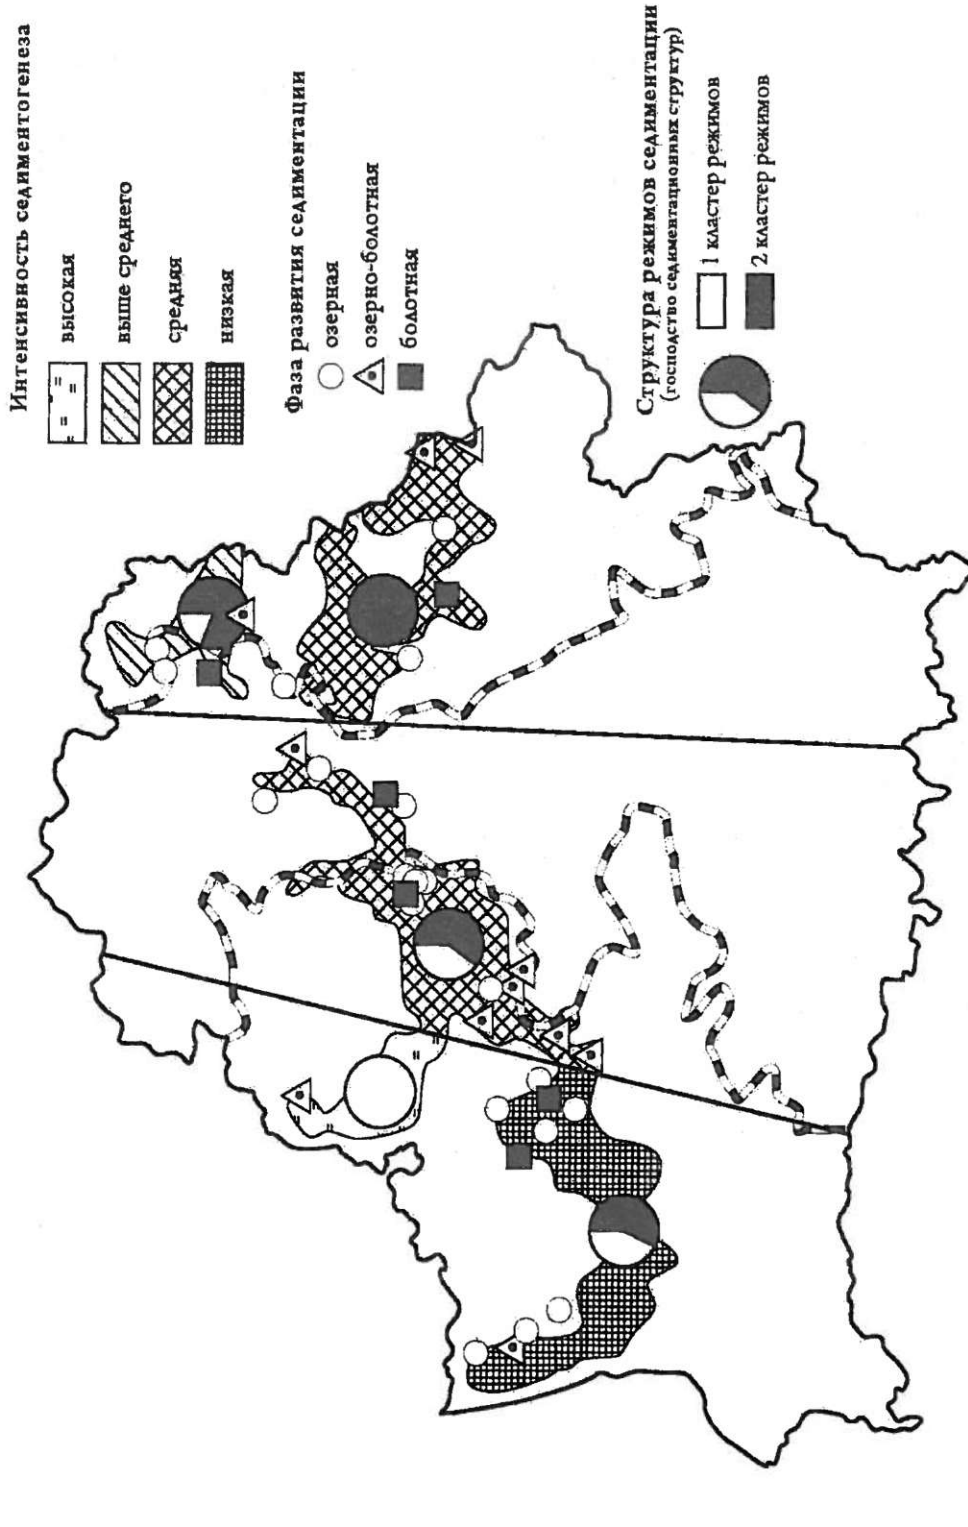 Интенсивность седиментогенеза
высокая
выше среднего
средняя
низкая
Фаза развития седиментации
озерная
озерно-болотная
болотная
Структура режимов седиментации
(господство седиментационных структур)
1 кластер режимов
2 кластер режимов